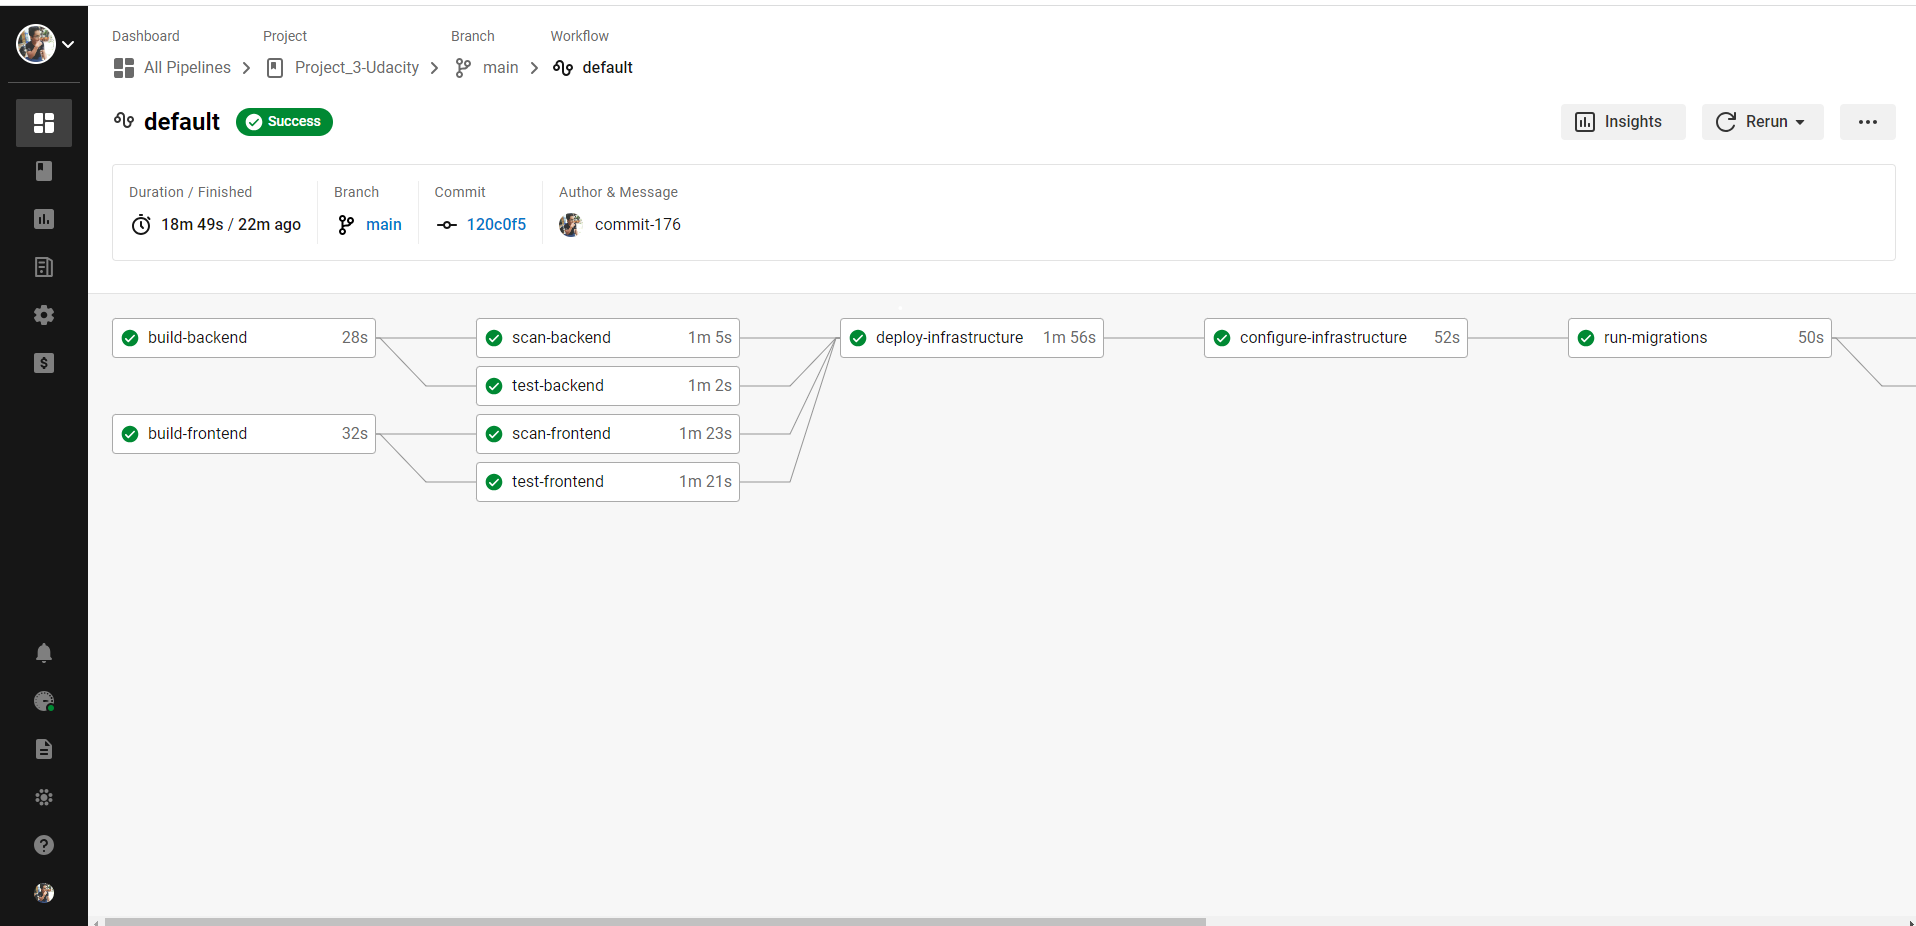 Dashboard Project Branch Workflow
All Pipelines Project_3-Udacity main default
default Success Insights Rerun
Duration / Finished Branch Commit Author & Message
18m 49s / 22m ago main 120c0f5 commit-176
build-backend 28s scan-backend 1m 5s deploy-infrastructure 1m 56s configure-infrastructure 52s run-migrations 50s
test-backend 1m 2s
build-frontend 32s scan-frontend 1m 23s
test-frontend 1m 21s